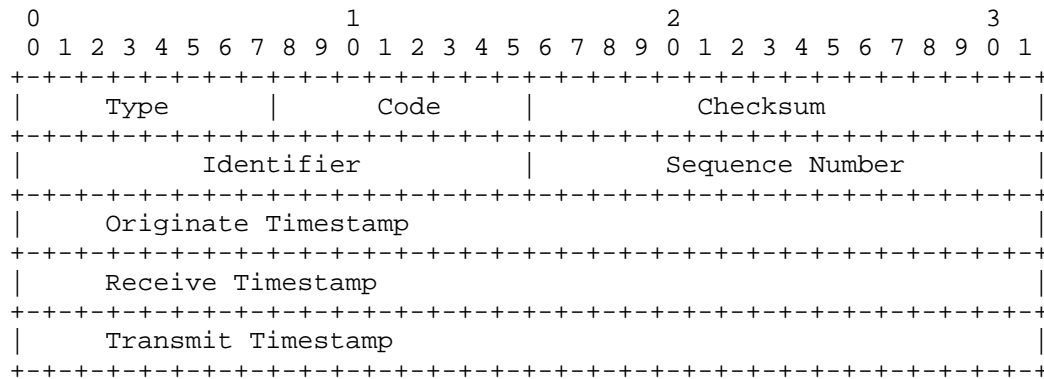 0                   1                   2                   3
0 1 2 3 4 5 6 7 8 9 0 1 2 3 4 5 6 7 8 9 0 1 2 3 4 5 6 7 8 9 0 1
+-+-+-+-+-+-+-+-+-+-+-+-+-+-+-+-+-+-+-+-+-+-+-+-+-+-+-+-+-+-+-+-+
|     Type      |      Code     |          Checksum             |
+-+-+-+-+-+-+-+-+-+-+-+-+-+-+-+-+-+-+-+-+-+-+-+-+-+-+-+-+-+-+-+-+
|           Identifier          |        Sequence Number        |
+-+-+-+-+-+-+-+-+-+-+-+-+-+-+-+-+-+-+-+-+-+-+-+-+-+-+-+-+-+-+-+-+
|     Originate Timestamp                                       |
+-+-+-+-+-+-+-+-+-+-+-+-+-+-+-+-+-+-+-+-+-+-+-+-+-+-+-+-+-+-+-+-+
|     Receive Timestamp                                         |
+-+-+-+-+-+-+-+-+-+-+-+-+-+-+-+-+-+-+-+-+-+-+-+-+-+-+-+-+-+-+-+-+
|     Transmit Timestamp                                        |
+-+-+-+-+-+-+-+-+-+-+-+-+-+-+-+-+-+-+-+-+-+-+-+-+-+-+-+-+-+-+-+-+